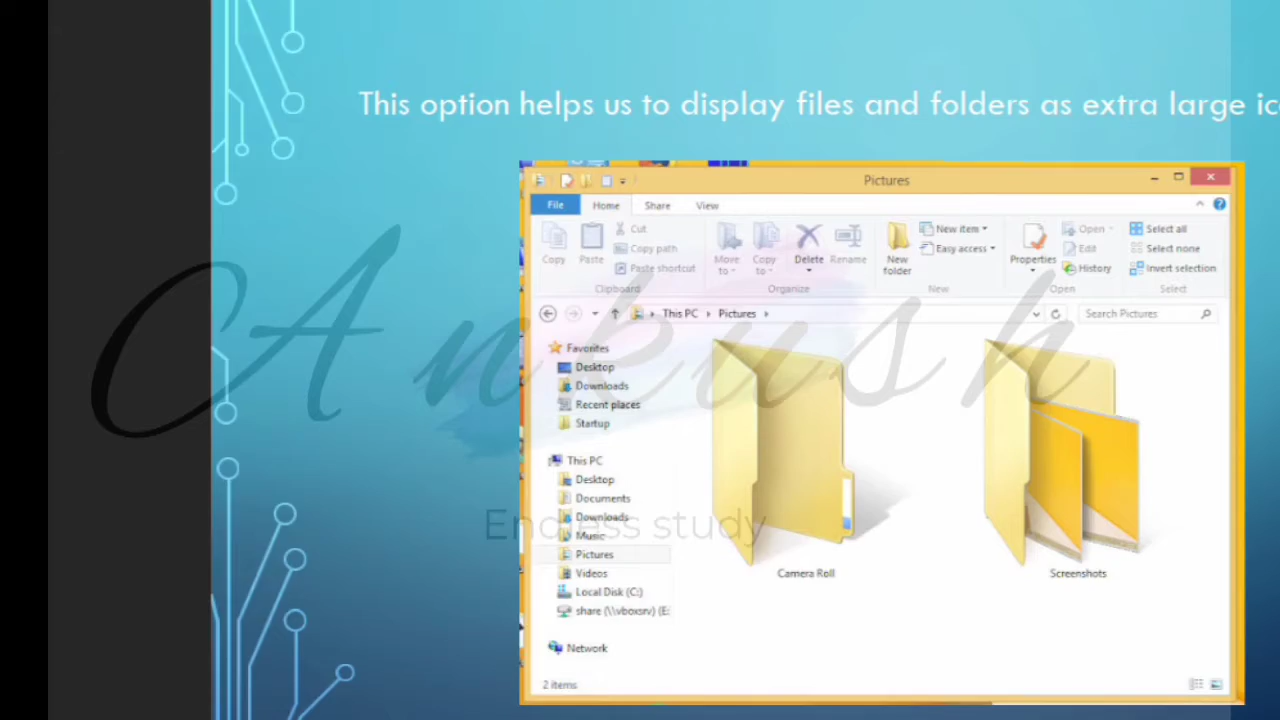 This option helps us to display files and folders as extra large ic
Pictures
File Home Share View
Copy
Paste
Cut
Copy path
Paste shortcut
Clipboard
Move to
Copy to
Delete
Rename
Organize
New folder
New item
Easy access
New
Properties
Open
Edit
History
Open
Select all
Select none
Invert selection
Select
This PC Pictures
Search Pictures
Favorites
Desktop
Downloads
Recent places
Startup
This PC
Desktop
Documents
Downloads
Music
Pictures
Videos
Local Disk (C:)
share (\\vboxsrv) (E:
Network
Camera Roll
Screenshots
2 items
Ankush
Endless study